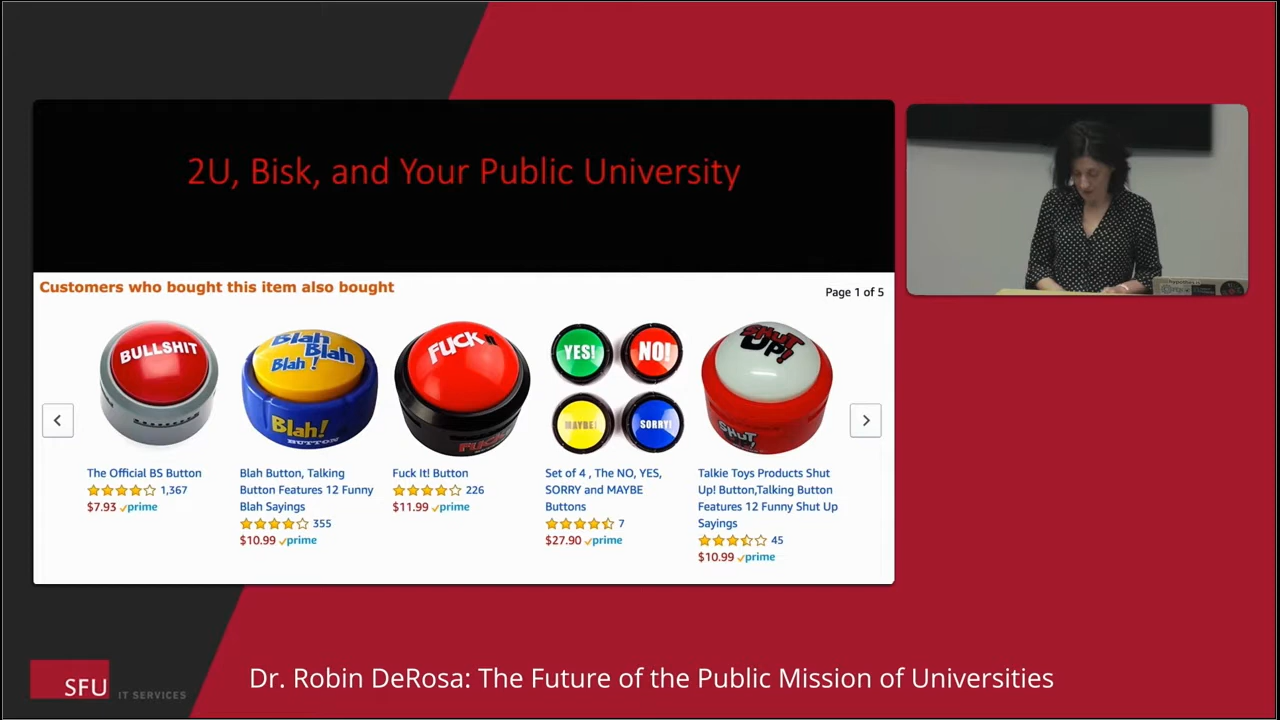 2U, Bisk, and Your Public University
Customers who bought this item also bought
Page 1 of 5
BULLSHIT
Blah
Blah
Blah!
Blah!
BUTTON
FUCK
YES!
NO!
MAYBE!
SORRY!
SHUT
UP!
SHUT
The Official BS Button
1,367
$7.93 prime
Blah Button, Talking
Button Features 12 Funny
Blah Sayings
355
$10.99 prime
Fuck It! Button
226
$11.99 prime
Set of 4 , The NO, YES,
SORRY and MAYBE
Buttons
7
$27.90 prime
Talkie Toys Products Shut
Up! Button,Talking Button
Features 12 Funny Shut Up
Sayings
45
$10.99 prime
SFU IT SERVICES
Dr. Robin DeRosa: The Future of the Public Mission of Universities